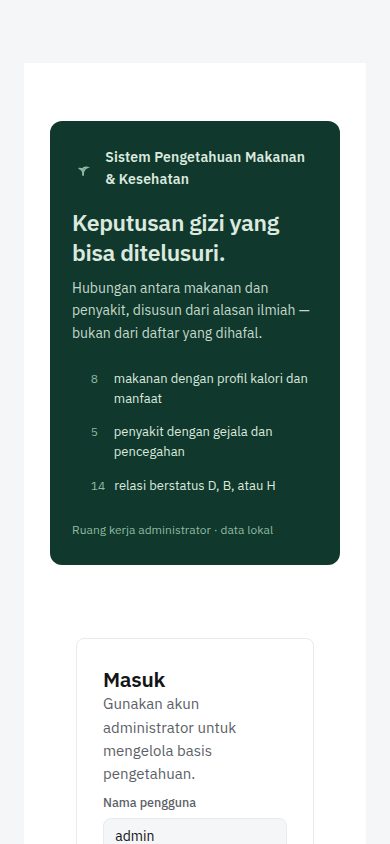 Sistem Pengetahuan Makanan
& Kesehatan
Keputusan gizi yang
bisa ditelusuri.
Hubungan antara makanan dan
penyakit, disusun dari alasan ilmiah —
bukan dari daftar yang dihafal.
8 makanan dengan profil kalori dan
manfaat
5 penyakit dengan gejala dan
pencegahan
14 relasi berstatus D, B, atau H
Ruang kerja administrator · data lokal
Masuk
Gunakan akun
administrator untuk
mengelola basis
pengetahuan.
Nama pengguna
admin